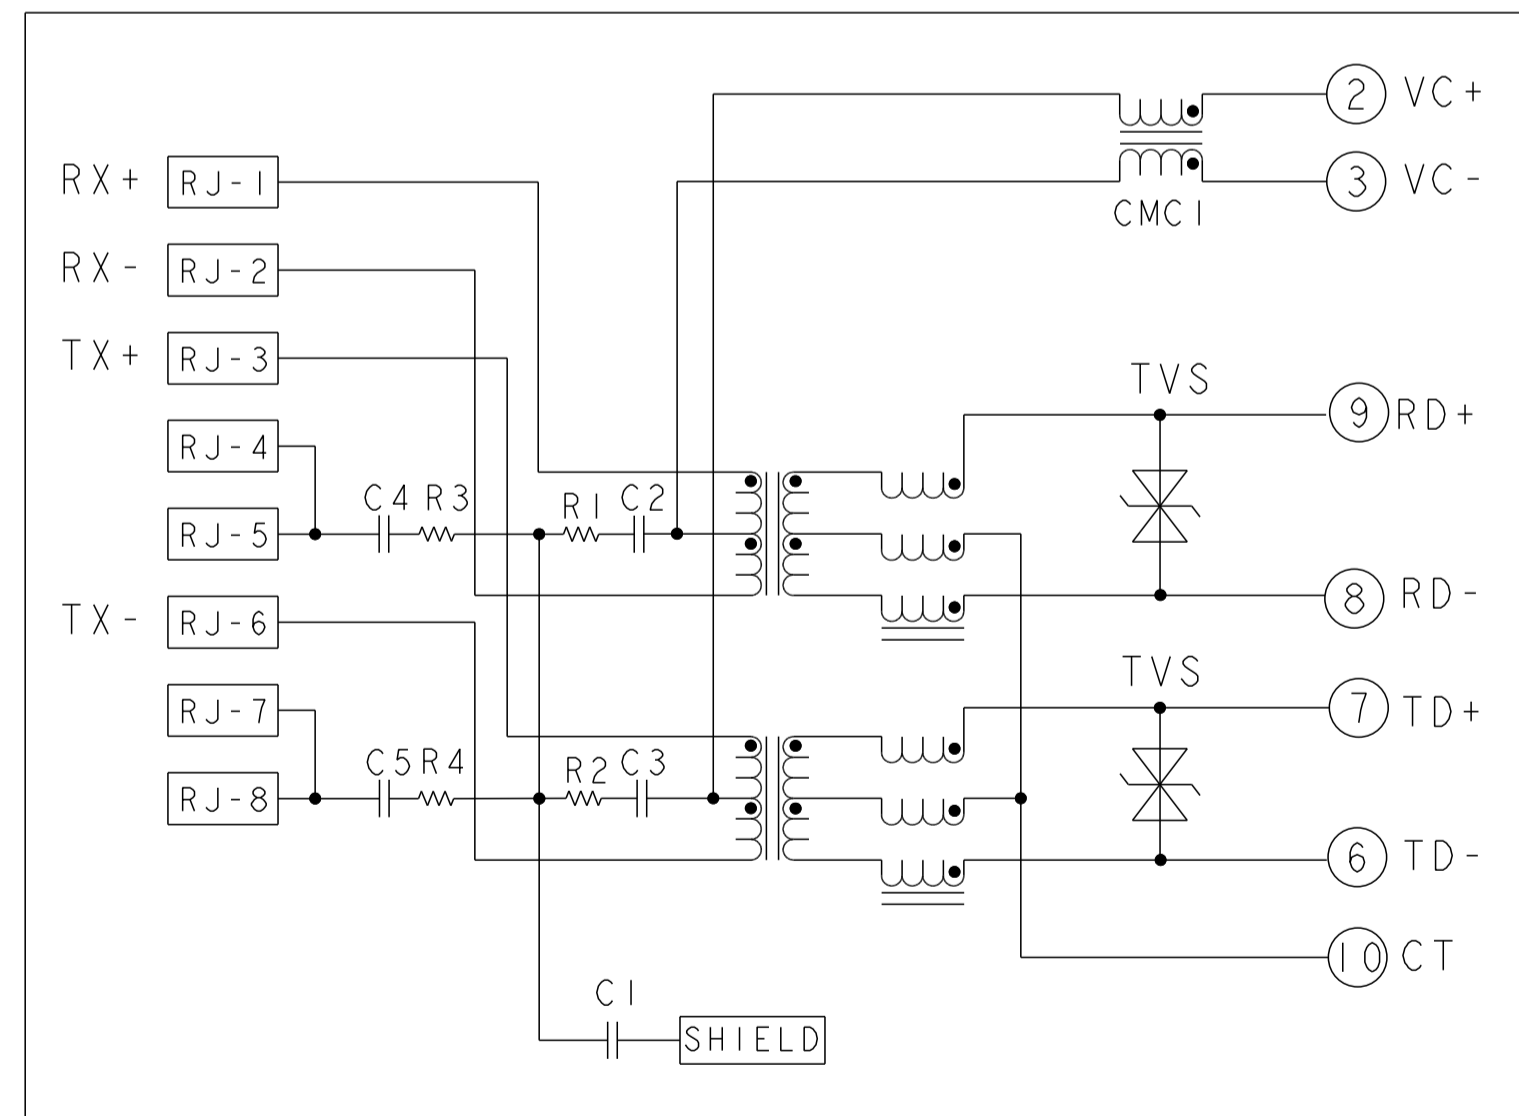 2 VC+
RX+ RJ-1
3 VC-
CMC1
RX- RJ-2
TX+ RJ-3
TVS
9 RD+
RJ-4
C4 R3 R1 C2
RJ-5
8 RD-
TX- RJ-6
TVS
RJ-7
7 TD+
C5 R4 R2 C3
RJ-8
6 TD-
10 CT
C1
SHIELD